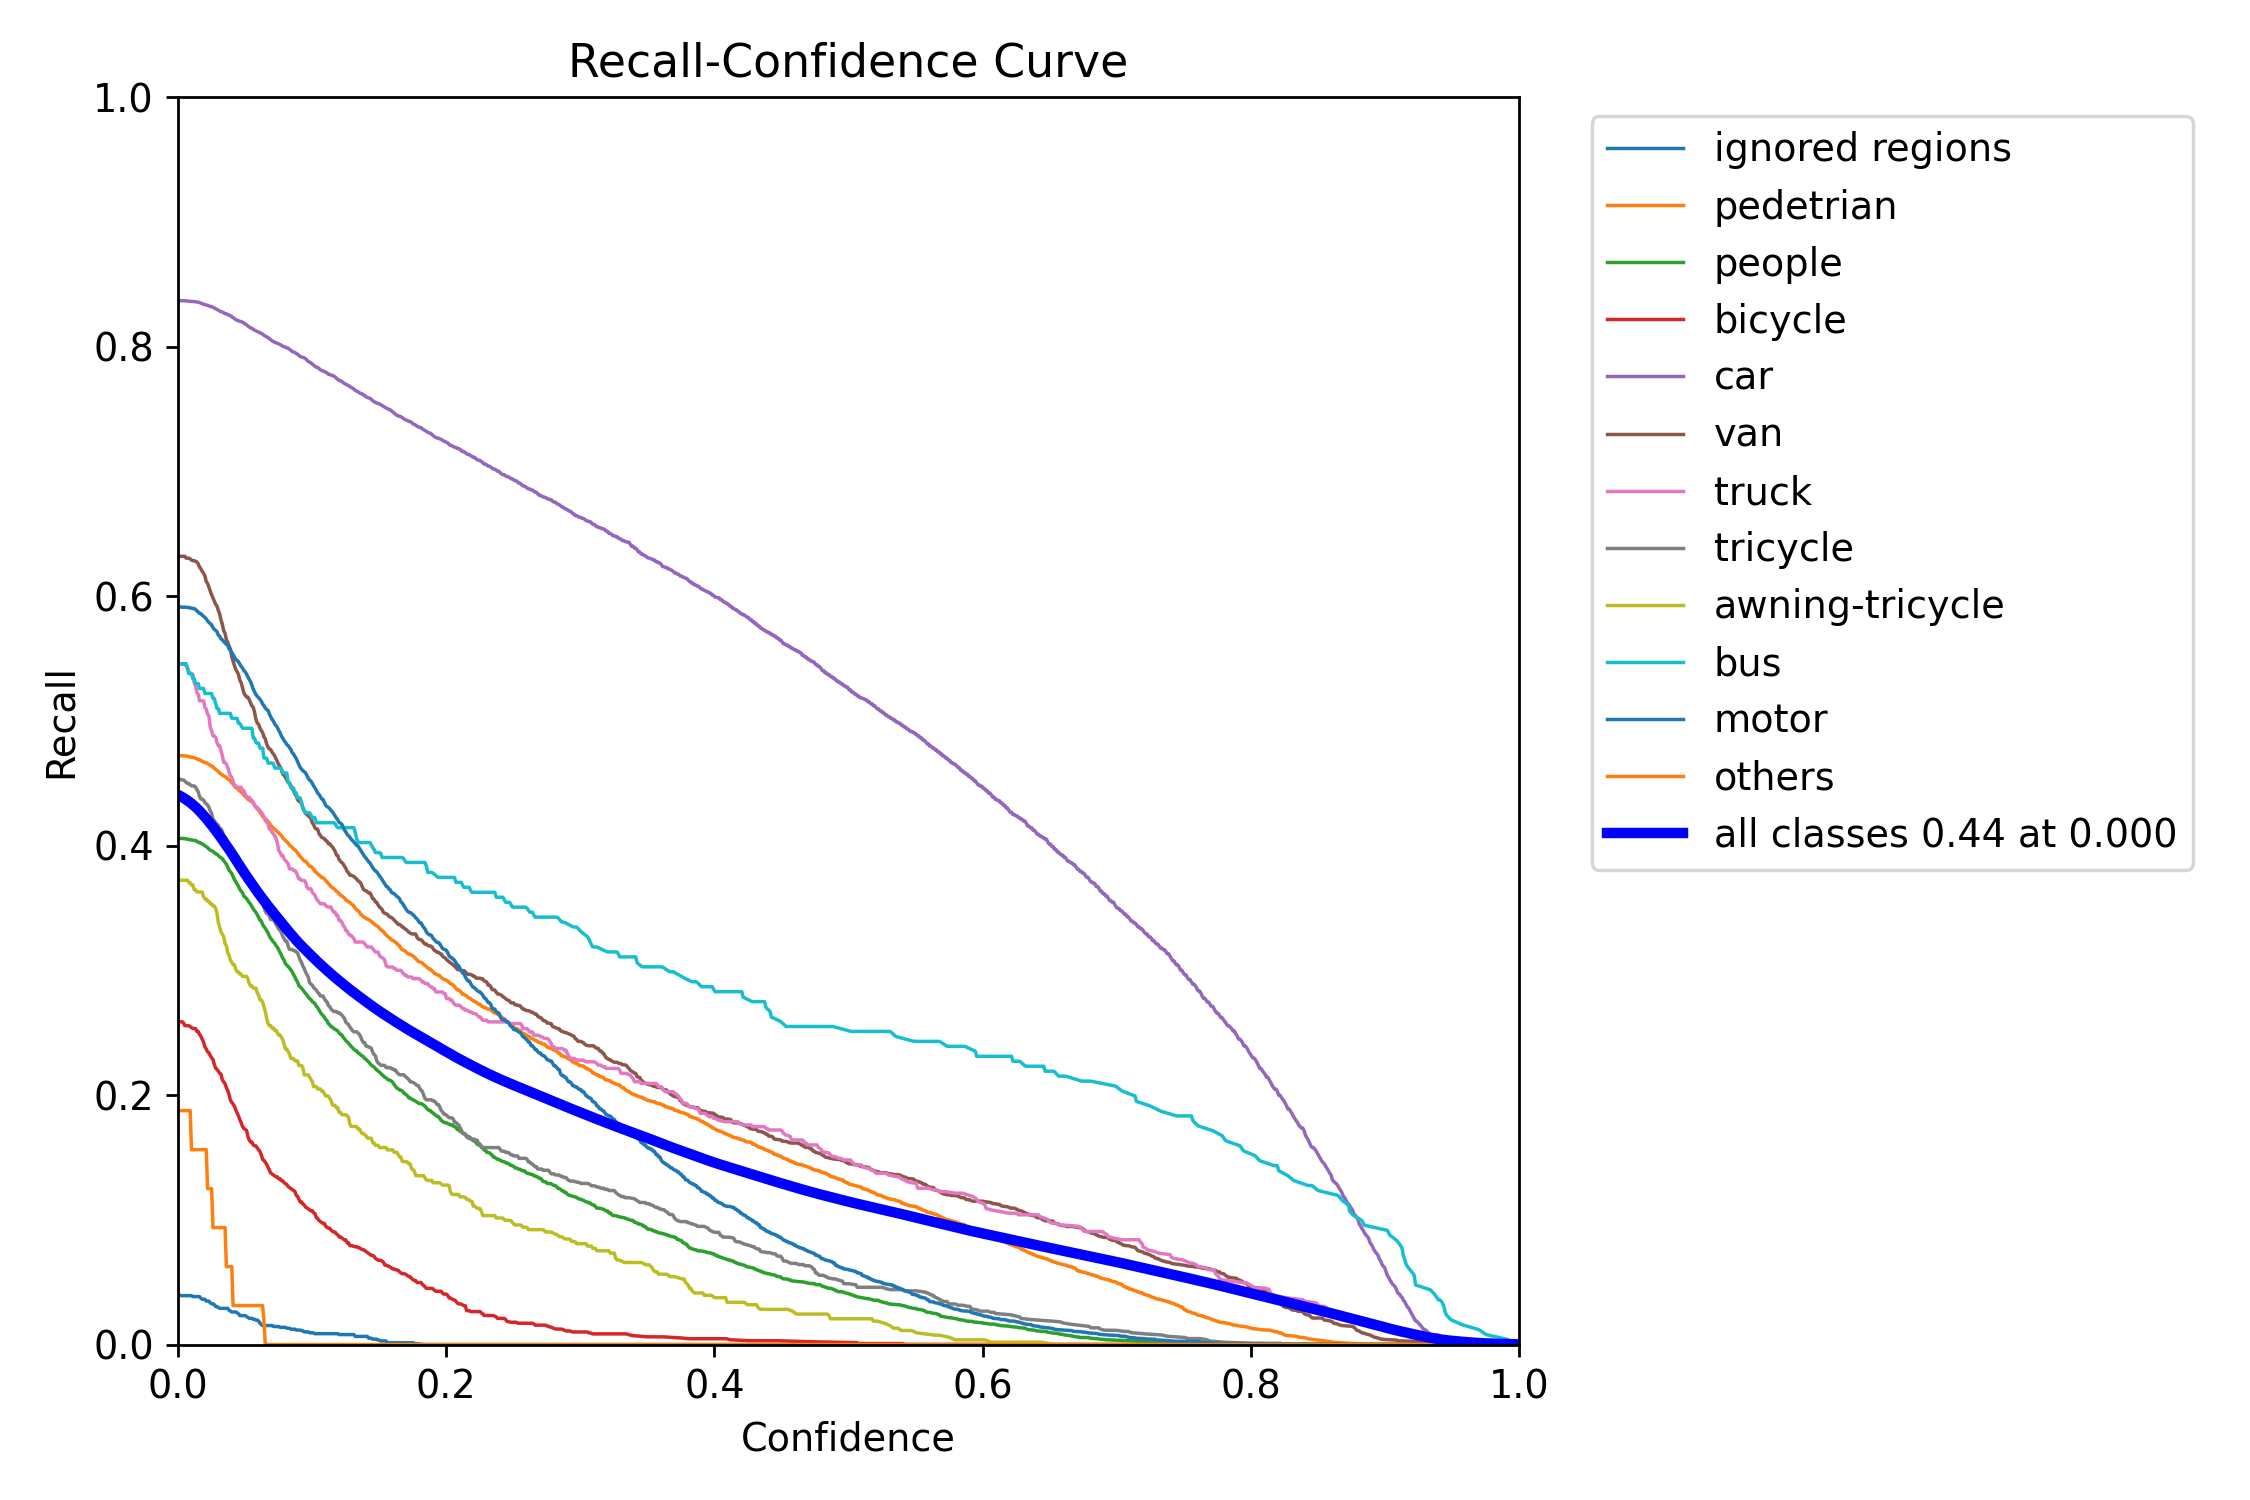 Recall-Confidence Curve
1.0
0.8
0.6
0.4
0.2
0.0
Recall
0.0 0.2 0.4 0.6 0.8 1.0
Confidence
ignored regions
pedetrian
people
bicycle
car
van
truck
tricycle
awning-tricycle
bus
motor
others
all classes 0.44 at 0.000